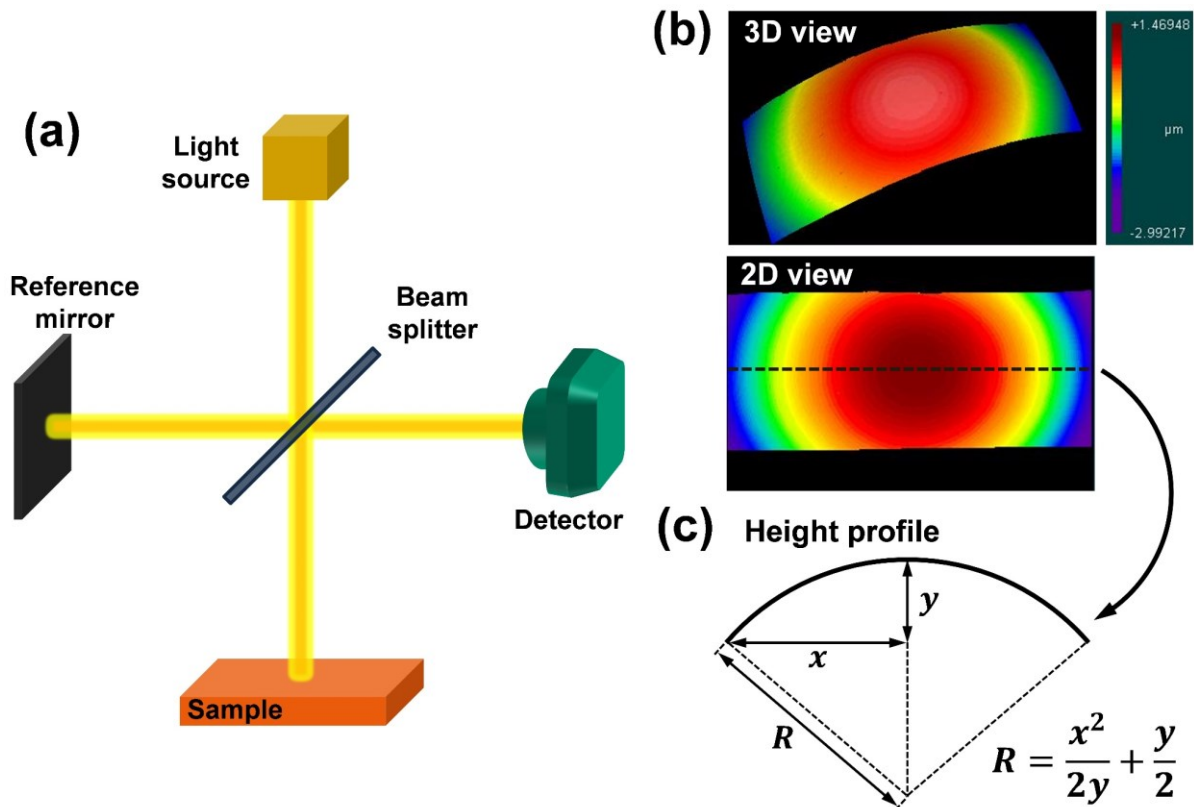 (a)
Light
source
Reference
mirror
Beam
splitter
Detector
Sample
(b)
3D view
+1.46948
µm
-2.99217
2D view
(c)
Height profile
y
x
R
R = x²/2y + y/2